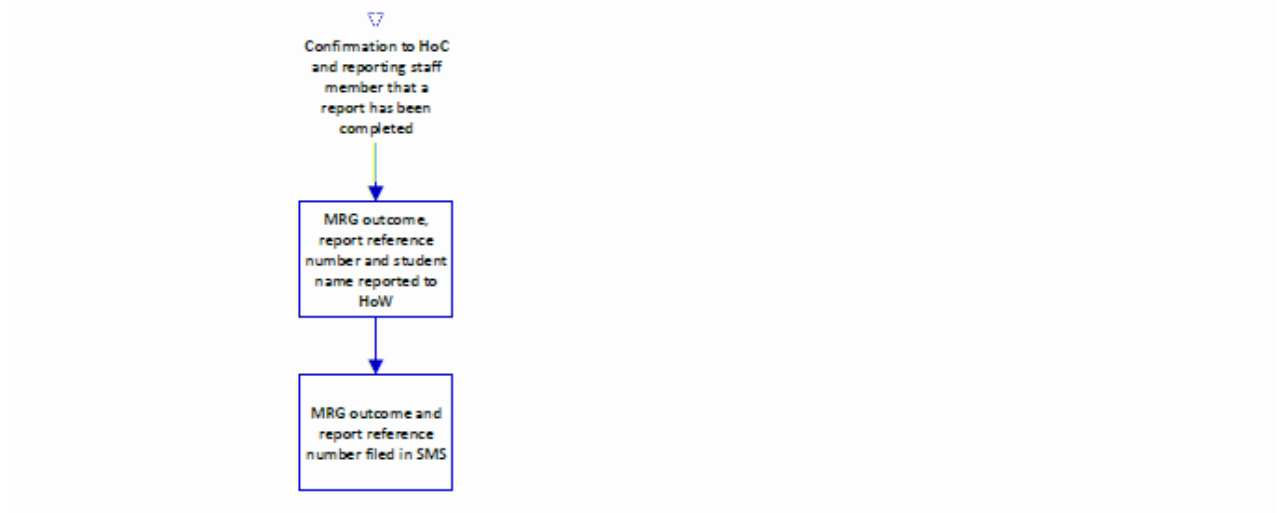 Confirmation to HoC
and reporting staff
member that a
report has been
completed
MRG outcome,
report reference
number and student
name reported to
HoW
MRG outcome and
report reference
number filed in SMS